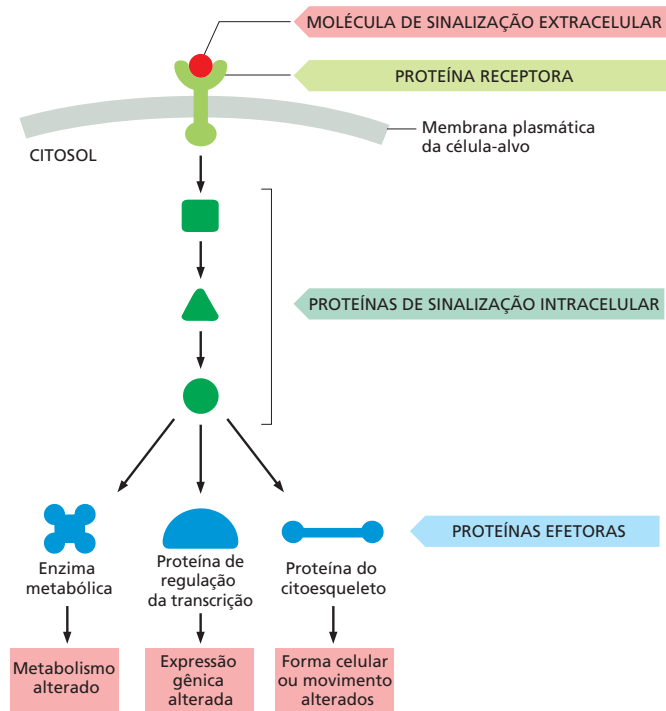 MOLÉCULA DE SINALIZAÇÃO EXTRACELULAR
PROTEÍNA RECEPTORA
Membrana plasmática
da célula-alvo
CITOSOL
PROTEÍNAS DE SINALIZAÇÃO INTRACELULAR
PROTEÍNAS EFETORAS
Enzima
metabólica
Proteína de
regulação
da transcrição
Proteína do
citoesqueleto
Metabolismo
alterado
Expressão
gênica
alterada
Forma celular
ou movimento
alterados